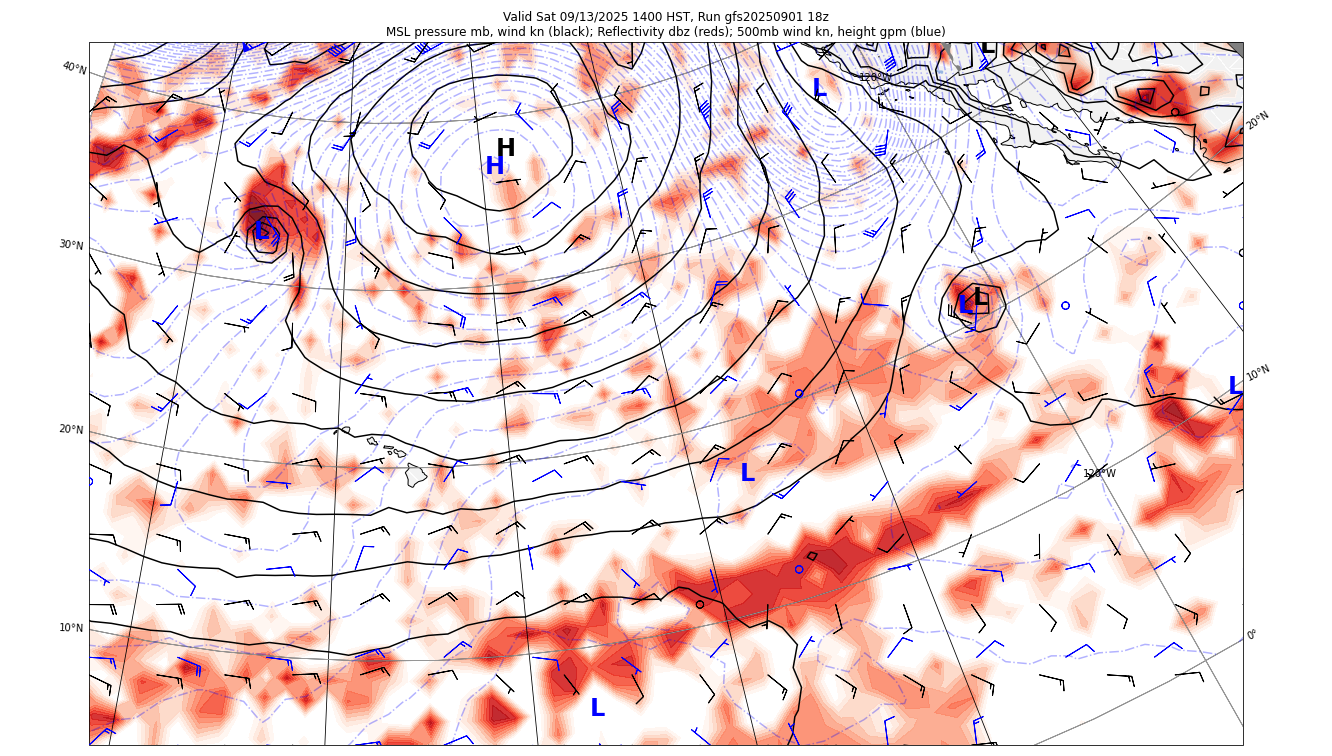 Valid Sat 09/13/2025 1400 HST, Run gfs20250901 18z
MSL pressure mb, wind kn (black); Reflectivity dbz (reds); 500mb wind kn, height gpm (blue)
L
L
120°W
40°N
20°N
H
H
L
30°N
L
L
10°N
L
20°N
L
120°W
10°N
0°
L